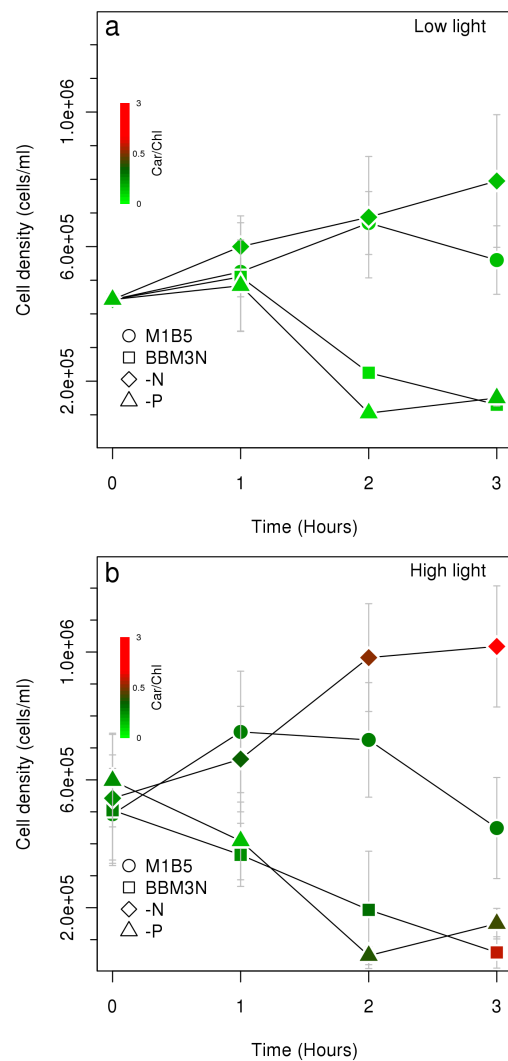 a
Low light
3
0.5
0
Car/Chl
1.0e+06
6.0e+05
2.0e+05
Cell density (cells/ml)
M1B5
BBM3N
-N
-P
0 1 2 3
Time (Hours)
b
High light
3
0.5
0
Car/Chl
1.0e+06
6.0e+05
2.0e+05
Cell density (cells/ml)
M1B5
BBM3N
-N
-P
0 1 2 3
Time (Hours)